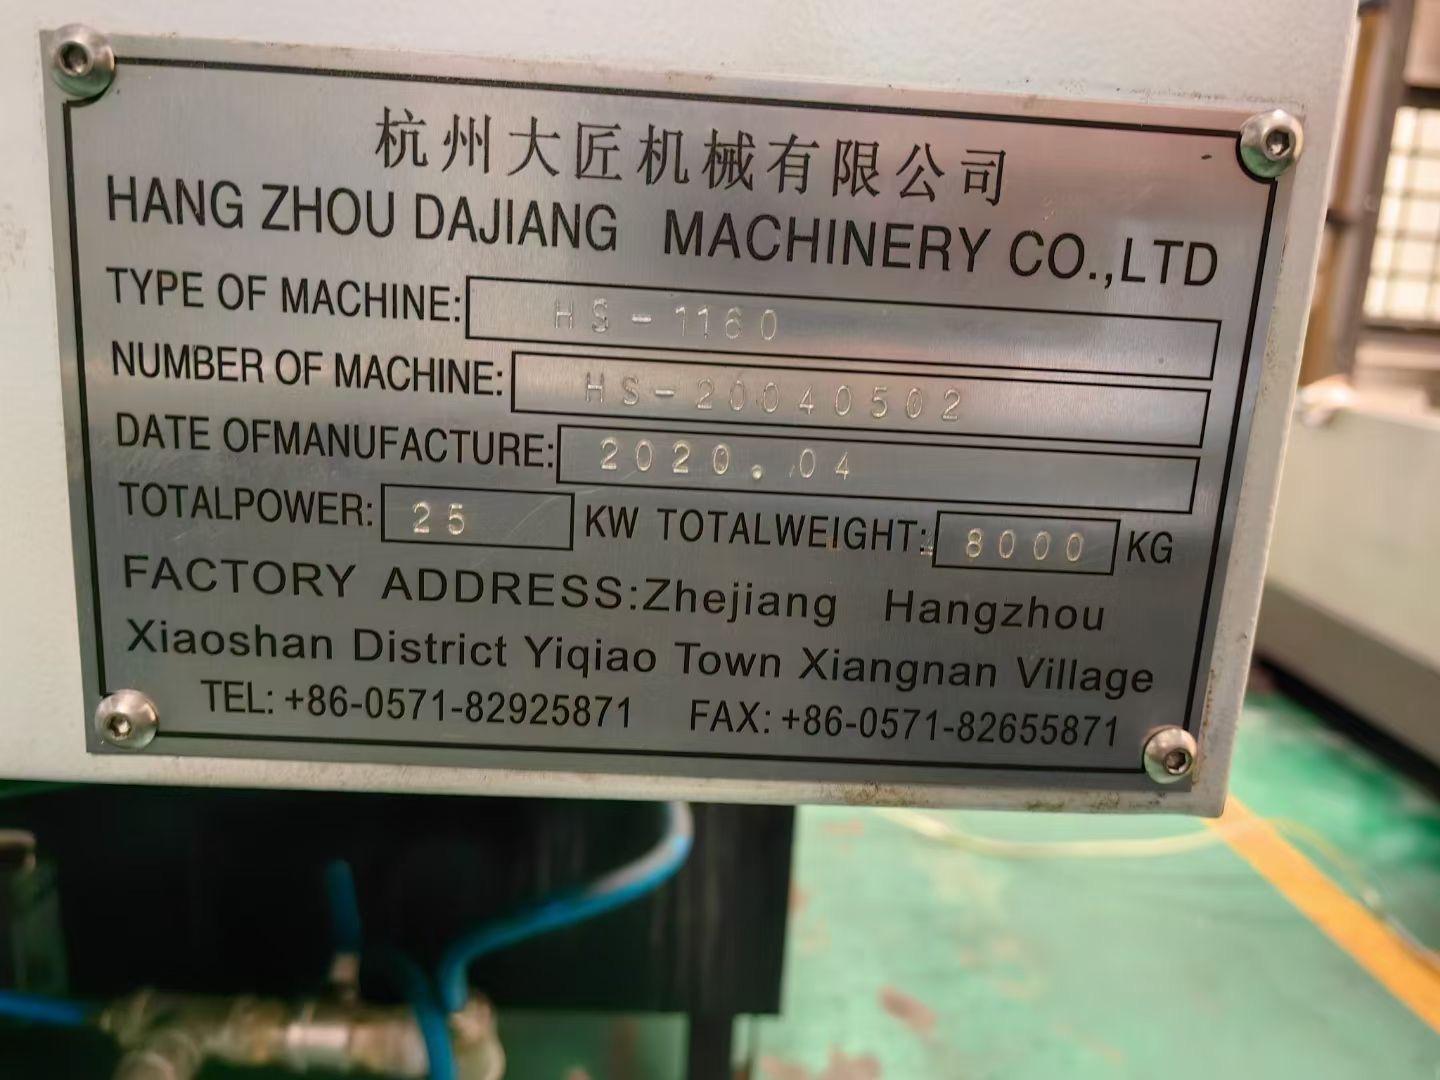 杭州大匠机械有限公司
HANG ZHOU DAJIANG MACHINERY CO.,LTD
TYPE OF MACHINE: HS-1160
NUMBER OF MACHINE: HS-20040502
DATE OFMANUFACTURE: 2020.04
TOTALPOWER: 25 KW TOTALWEIGHT: 8000 KG
FACTORY ADDRESS:Zhejiang Hangzhou
Xiaoshan District Yiqiao Town Xiangnan Village
TEL: +86-0571-82925871 FAX: +86-0571-82655871